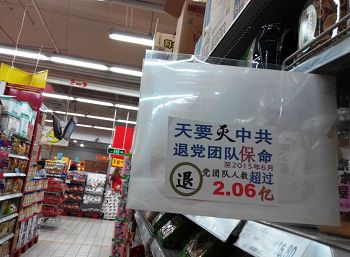 天要灭中共
退党团队保命
至2015年6月
退
党团队人数超过
2.06亿